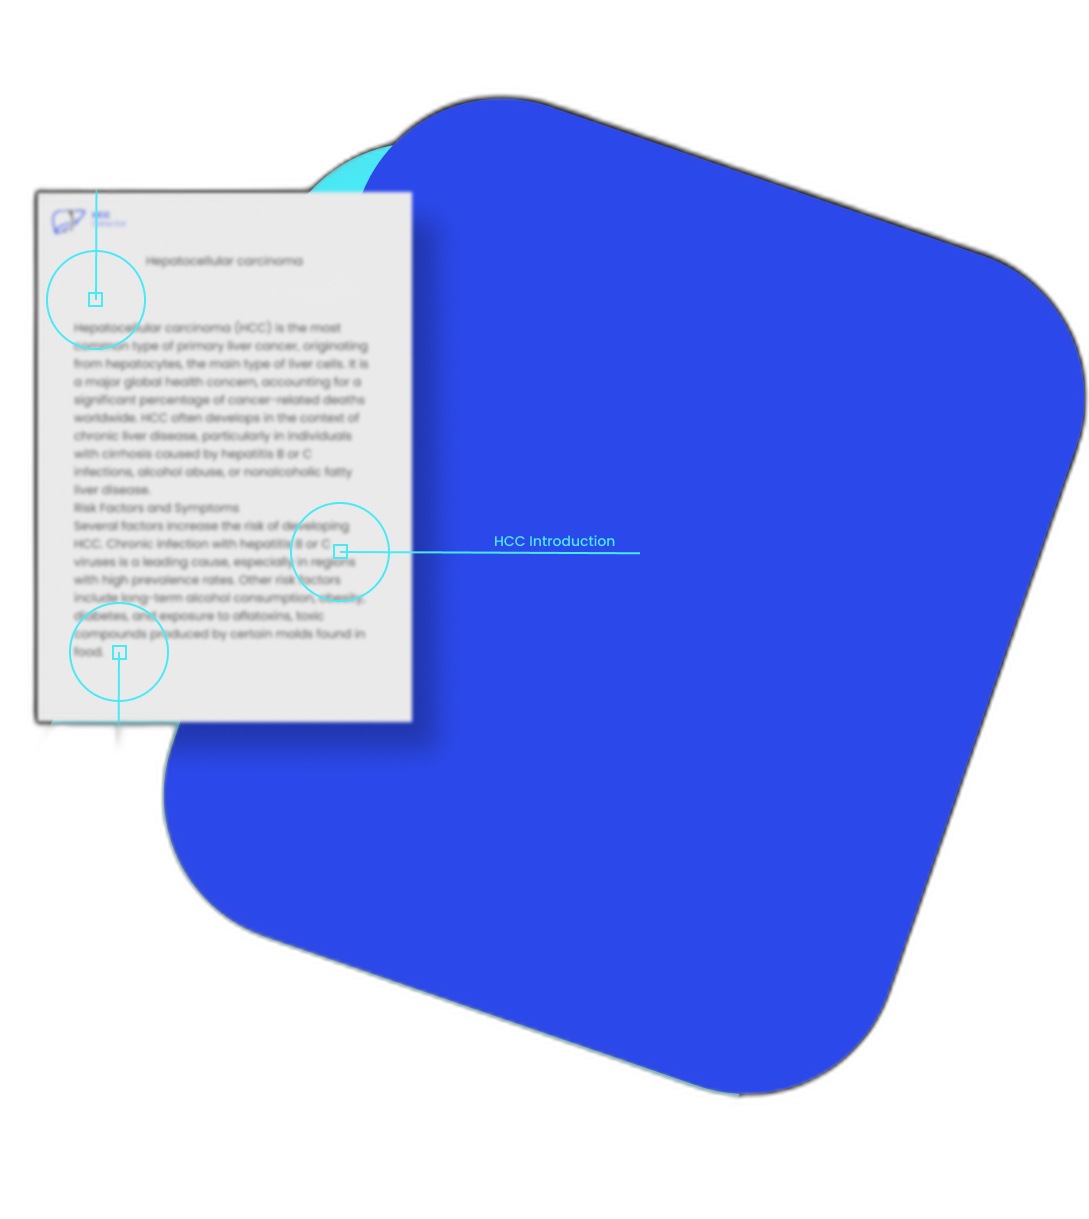 HCC
Hepatocellular carcinoma
Hepatocellular carcinoma (HCC) is the most
common type of primary liver cancer, originating
from hepatocytes, the main type of liver cells. It is
a major global health concern, accounting for a
significant percentage of cancer-related deaths
worldwide. HCC often develops in the context of
chronic liver disease, particularly in individuals
with cirrhosis caused by hepatitis B or C
infections, alcohol abuse, or nonalcoholic fatty
liver disease.
Risk Factors and Symptoms
Several factors increase the risk of developing
HCC. Chronic infection with hepatitis B or C
viruses is a leading cause, especially in regions
with high prevalence rates. Other risk factors
include long-term alcohol consumption, obesity,
diabetes, and exposure to aflatoxins, toxic
compounds produced by certain molds found in
food.
HCC Introduction